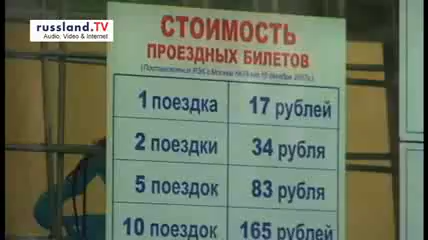 russland.TV
Audio, Video & Internet
СТОИМОСТЬ
ПРОЕЗДНЫХ БИЛЕТОВ
1 поездка 17 рублей
2 поездки 34 рубля
5 поездок 83 рубля
10 поездок 165 рублей